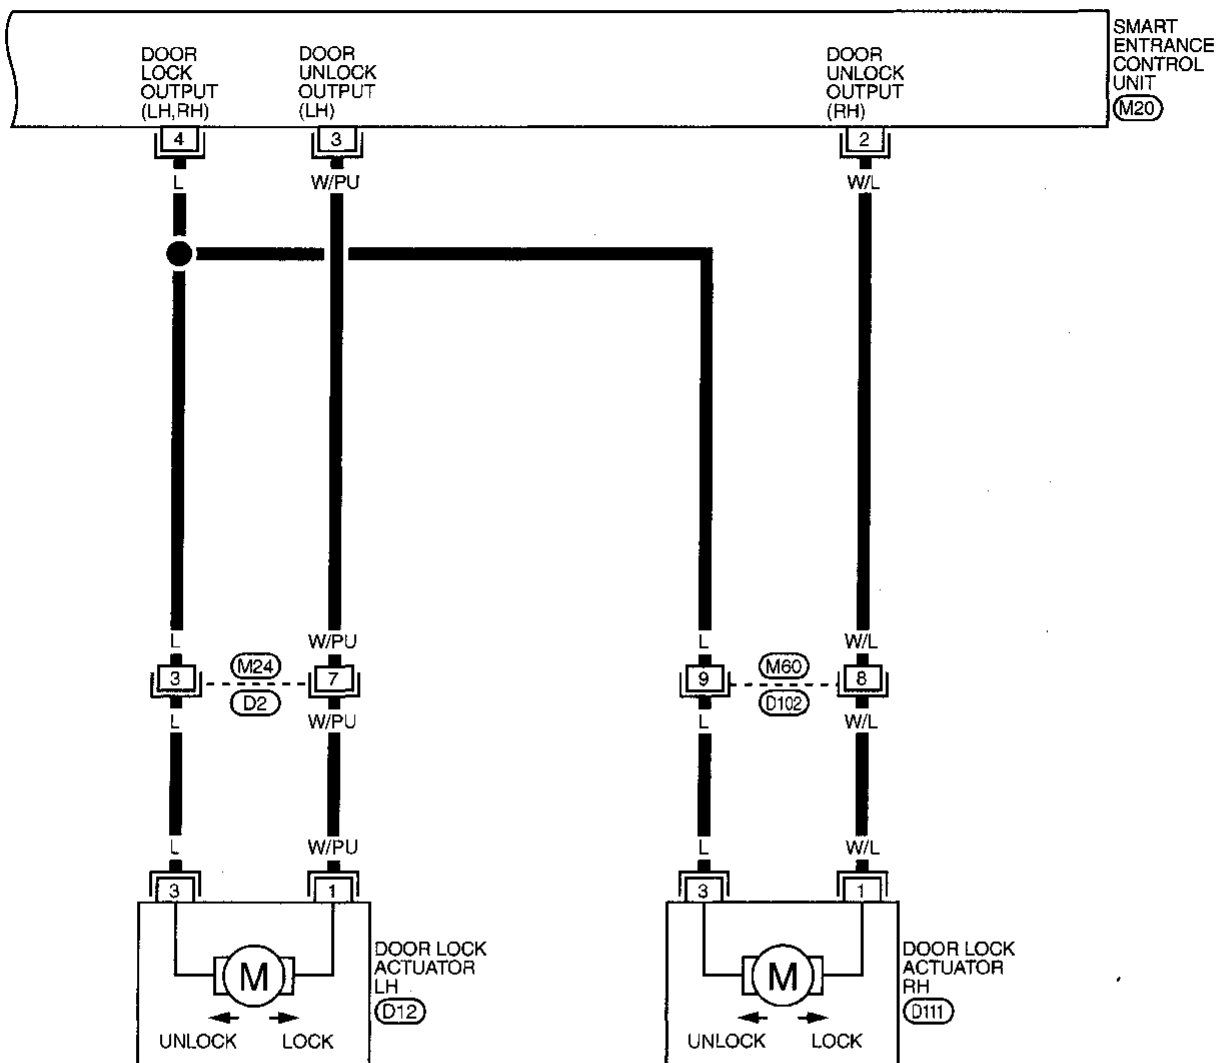 SMART
ENTRANCE
CONTROL
UNIT
M20
DOOR
LOCK
OUTPUT
(LH,RH)
DOOR
UNLOCK
OUTPUT
(LH)
DOOR
UNLOCK
OUTPUT
(RH)
4
3
2
L
W/PU
W/L
L
W/PU
L
W/L
3
M24
7
9
M60
8
D2
D102
L
W/PU
L
W/L
L
W/PU
L
W/L
3
1
3
1
M
DOOR LOCK
ACTUATOR
LH
D12
UNLOCK
LOCK
M
DOOR LOCK
ACTUATOR
RH
D111
UNLOCK
LOCK